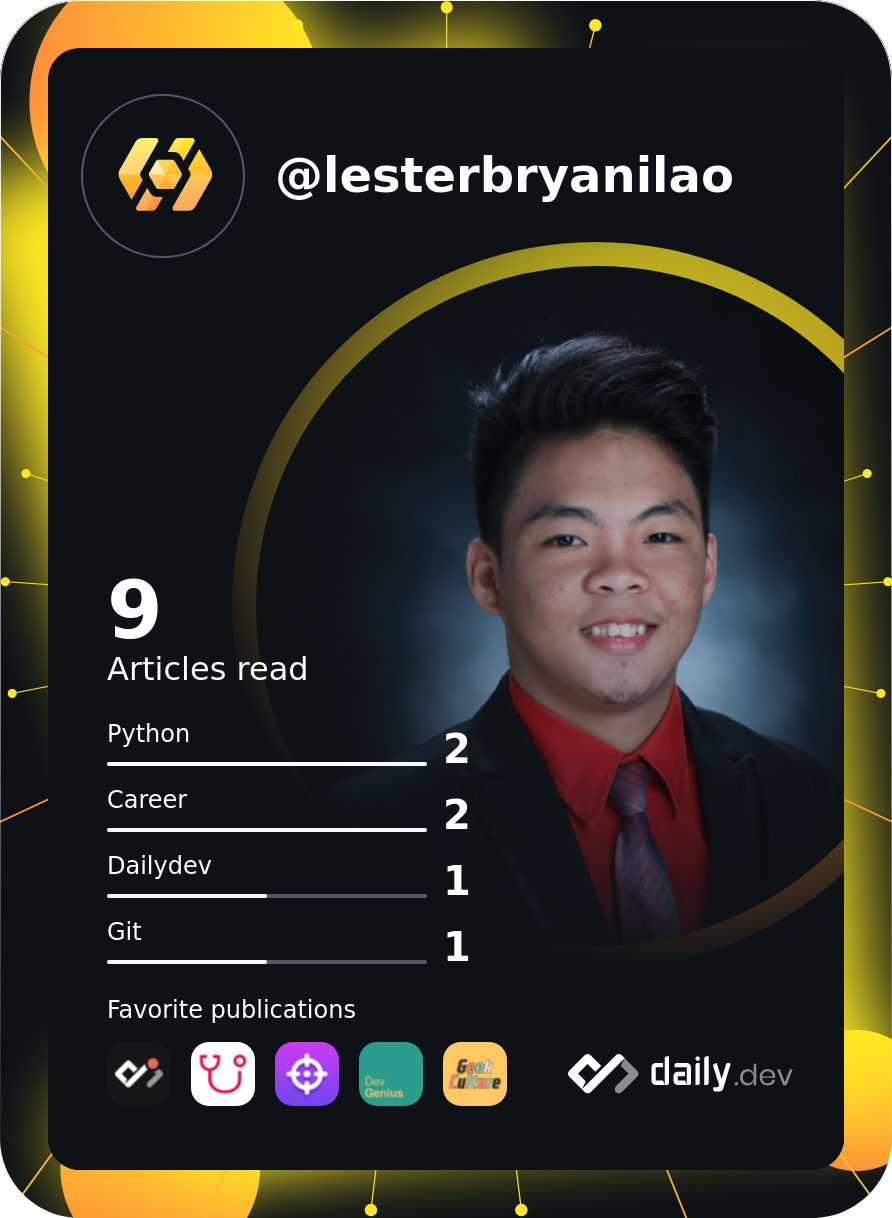 @lesterbryanilao
9
Articles read
Python
2
Career
2
Dailydev
1
Git
1
Favorite publications
Dev
Genius
Geek
Culture
daily.dev